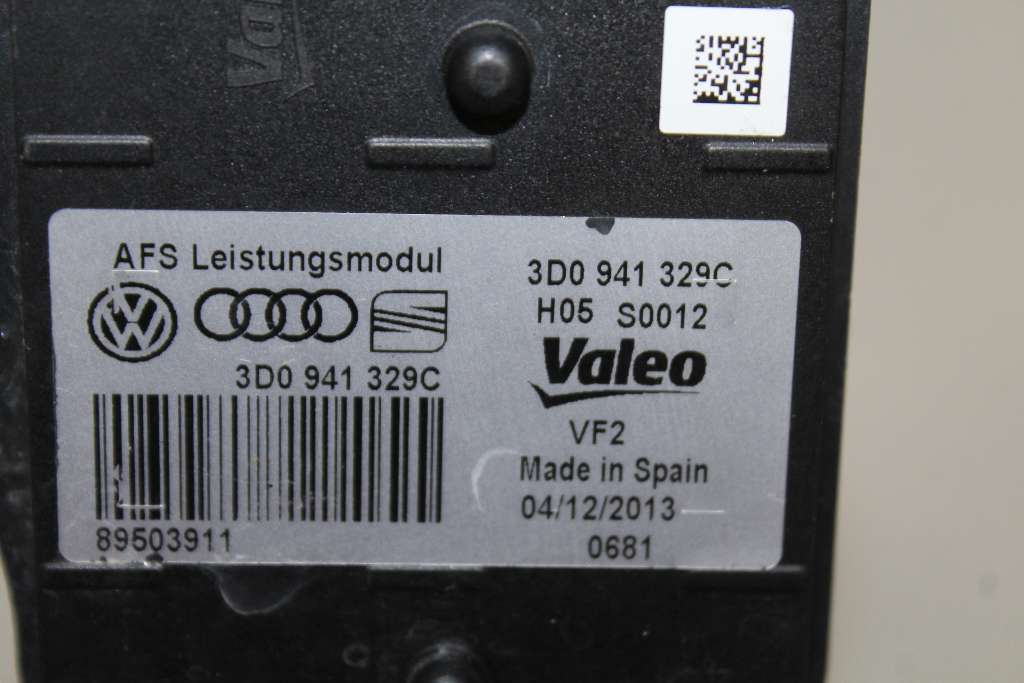 AFS Leistungsmodul
3D0 941 329C
89503911
3D0 941 329C
H05 S0012
Valeo
VF2
Made in Spain
04/12/2013
0681